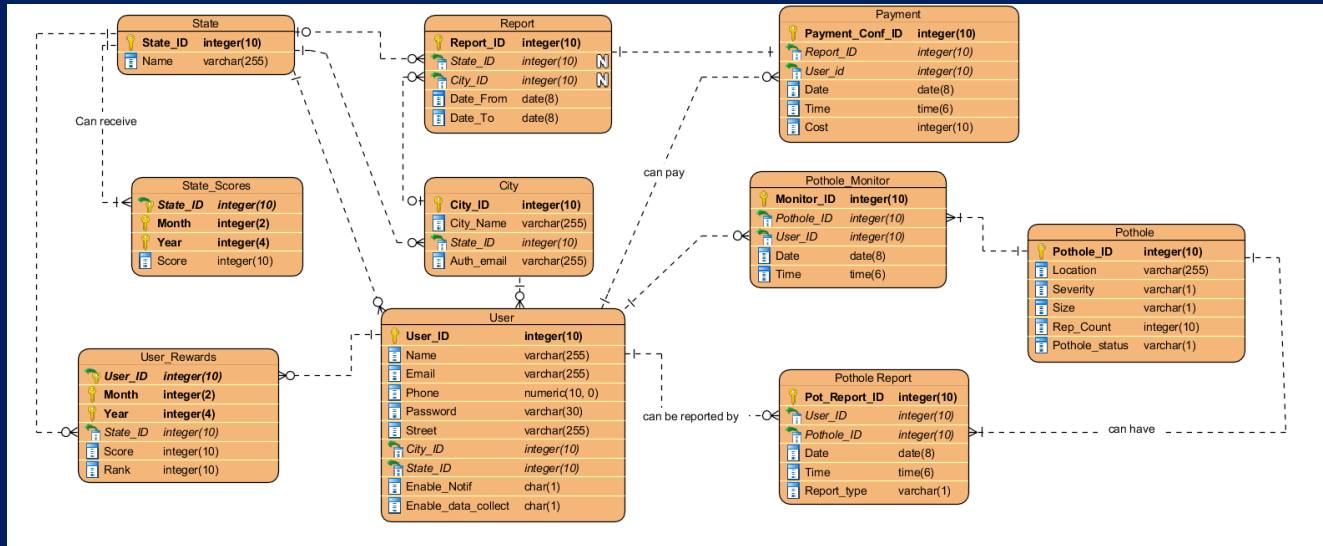 State
State_ID integer(10)
Name varchar(255)
Report
Report_ID integer(10)
State_ID integer(10) N
City_ID integer(10) N
Date_From date(8)
Date_To date(8)
Payment
Payment_Conf_ID integer(10)
Report_ID integer(10)
User_id integer(10)
Date date(8)
Time time(6)
Cost integer(10)
Can receive
can pay
State_Scores
State_ID integer(10)
Month integer(2)
Year integer(4)
Score integer(10)
City
City_ID integer(10)
City_Name varchar(255)
State_ID integer(10)
Auth_email varchar(255)
Pothole_Monitor
Monitor_ID integer(10)
Pothole_ID integer(10)
User_ID integer(10)
Date date(8)
Time time(6)
Pothole
Pothole_ID integer(10)
Location varchar(255)
Severity varchar(1)
Size varchar(1)
Rep_Count integer(10)
Pothole_status varchar(1)
User_Rewards
User_ID integer(10)
Month integer(2)
Year integer(4)
State_ID integer(10)
Score integer(10)
Rank integer(10)
User
User_ID integer(10)
Name varchar(255)
Email varchar(255)
Phone numeric(10, 0)
Password varchar(30)
Street varchar(255)
City_ID integer(10)
State_ID integer(10)
Enable_Notif char(1)
Enable_data_collect char(1)
can be reported by
Pothole Report
Pot_Report_ID integer(10)
User_ID integer(10)
Pothole_ID integer(10)
Date date(8)
Time time(6)
Report_type varchar(1)
can have